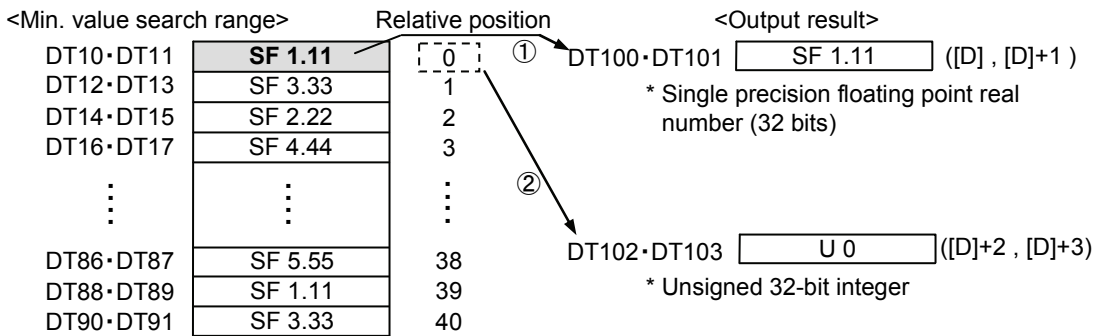 <Min. value search range> Relative position <Output result>
DT10・DT11 SF 1.11 0 ① DT100・DT101 SF 1.11 ([D] , [D]+1 )
DT12・DT13 SF 3.33 1 * Single precision floating point real
DT14・DT15 SF 2.22 2 number (32 bits)
DT16・DT17 SF 4.44 3
②
DT86・DT87 SF 5.55 38 DT102・DT103 U 0 ([D]+2 , [D]+3)
DT88・DT89 SF 1.11 39 * Unsigned 32-bit integer
DT90・DT91 SF 3.33 40